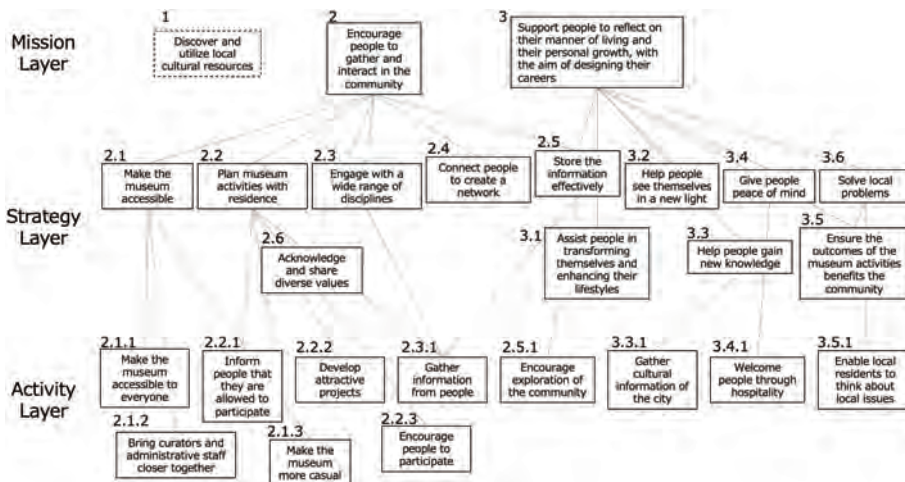 Mission
Layer
1
Discover and
utilize local
cultural resources
2
Encourage
people to
gather and
interact in the
community
3
Support people to reflect on
their manner of living and
their personal growth, with
the aim of designing their
careers
Strategy
Layer
2.1
Make the
museum
accessible
2.2
Plan museum
activities with
residence
2.3
Engage with a
wide range of
disciplines
2.4
Connect people
to create a
network
2.5
Store the
information
effectively
3.2
Help people
see themselves
in a new light
3.4
Give people
peace of mind
3.6
Solve local
problems
2.6
Acknowledge
and share
diverse values
3.1
Assist people in
transforming
themselves and
enhancing their
lifestyles
3.3
Help people gain
new knowledge
3.5
Ensure the
outcomes of the
museum activities
benefits the
community
Activity
Layer
2.1.1
Make the
museum
accessible to
everyone
2.2.1
Inform
people that
they are
allowed to
participate
2.2.2
Develop
attractive
projects
2.3.1
Gather
information
from people
2.5.1
Encourage
exploration of
the community
3.3.1
Gather
cultural
information of
the city
3.4.1
Welcome
people through
hospitality
3.5.1
Enable local
residents to
think about
local issues
2.1.2
Bring curators and
administrative staff
closer together
2.1.3
Make the
museum
more casual
2.2.3
Encourage
people to
participate